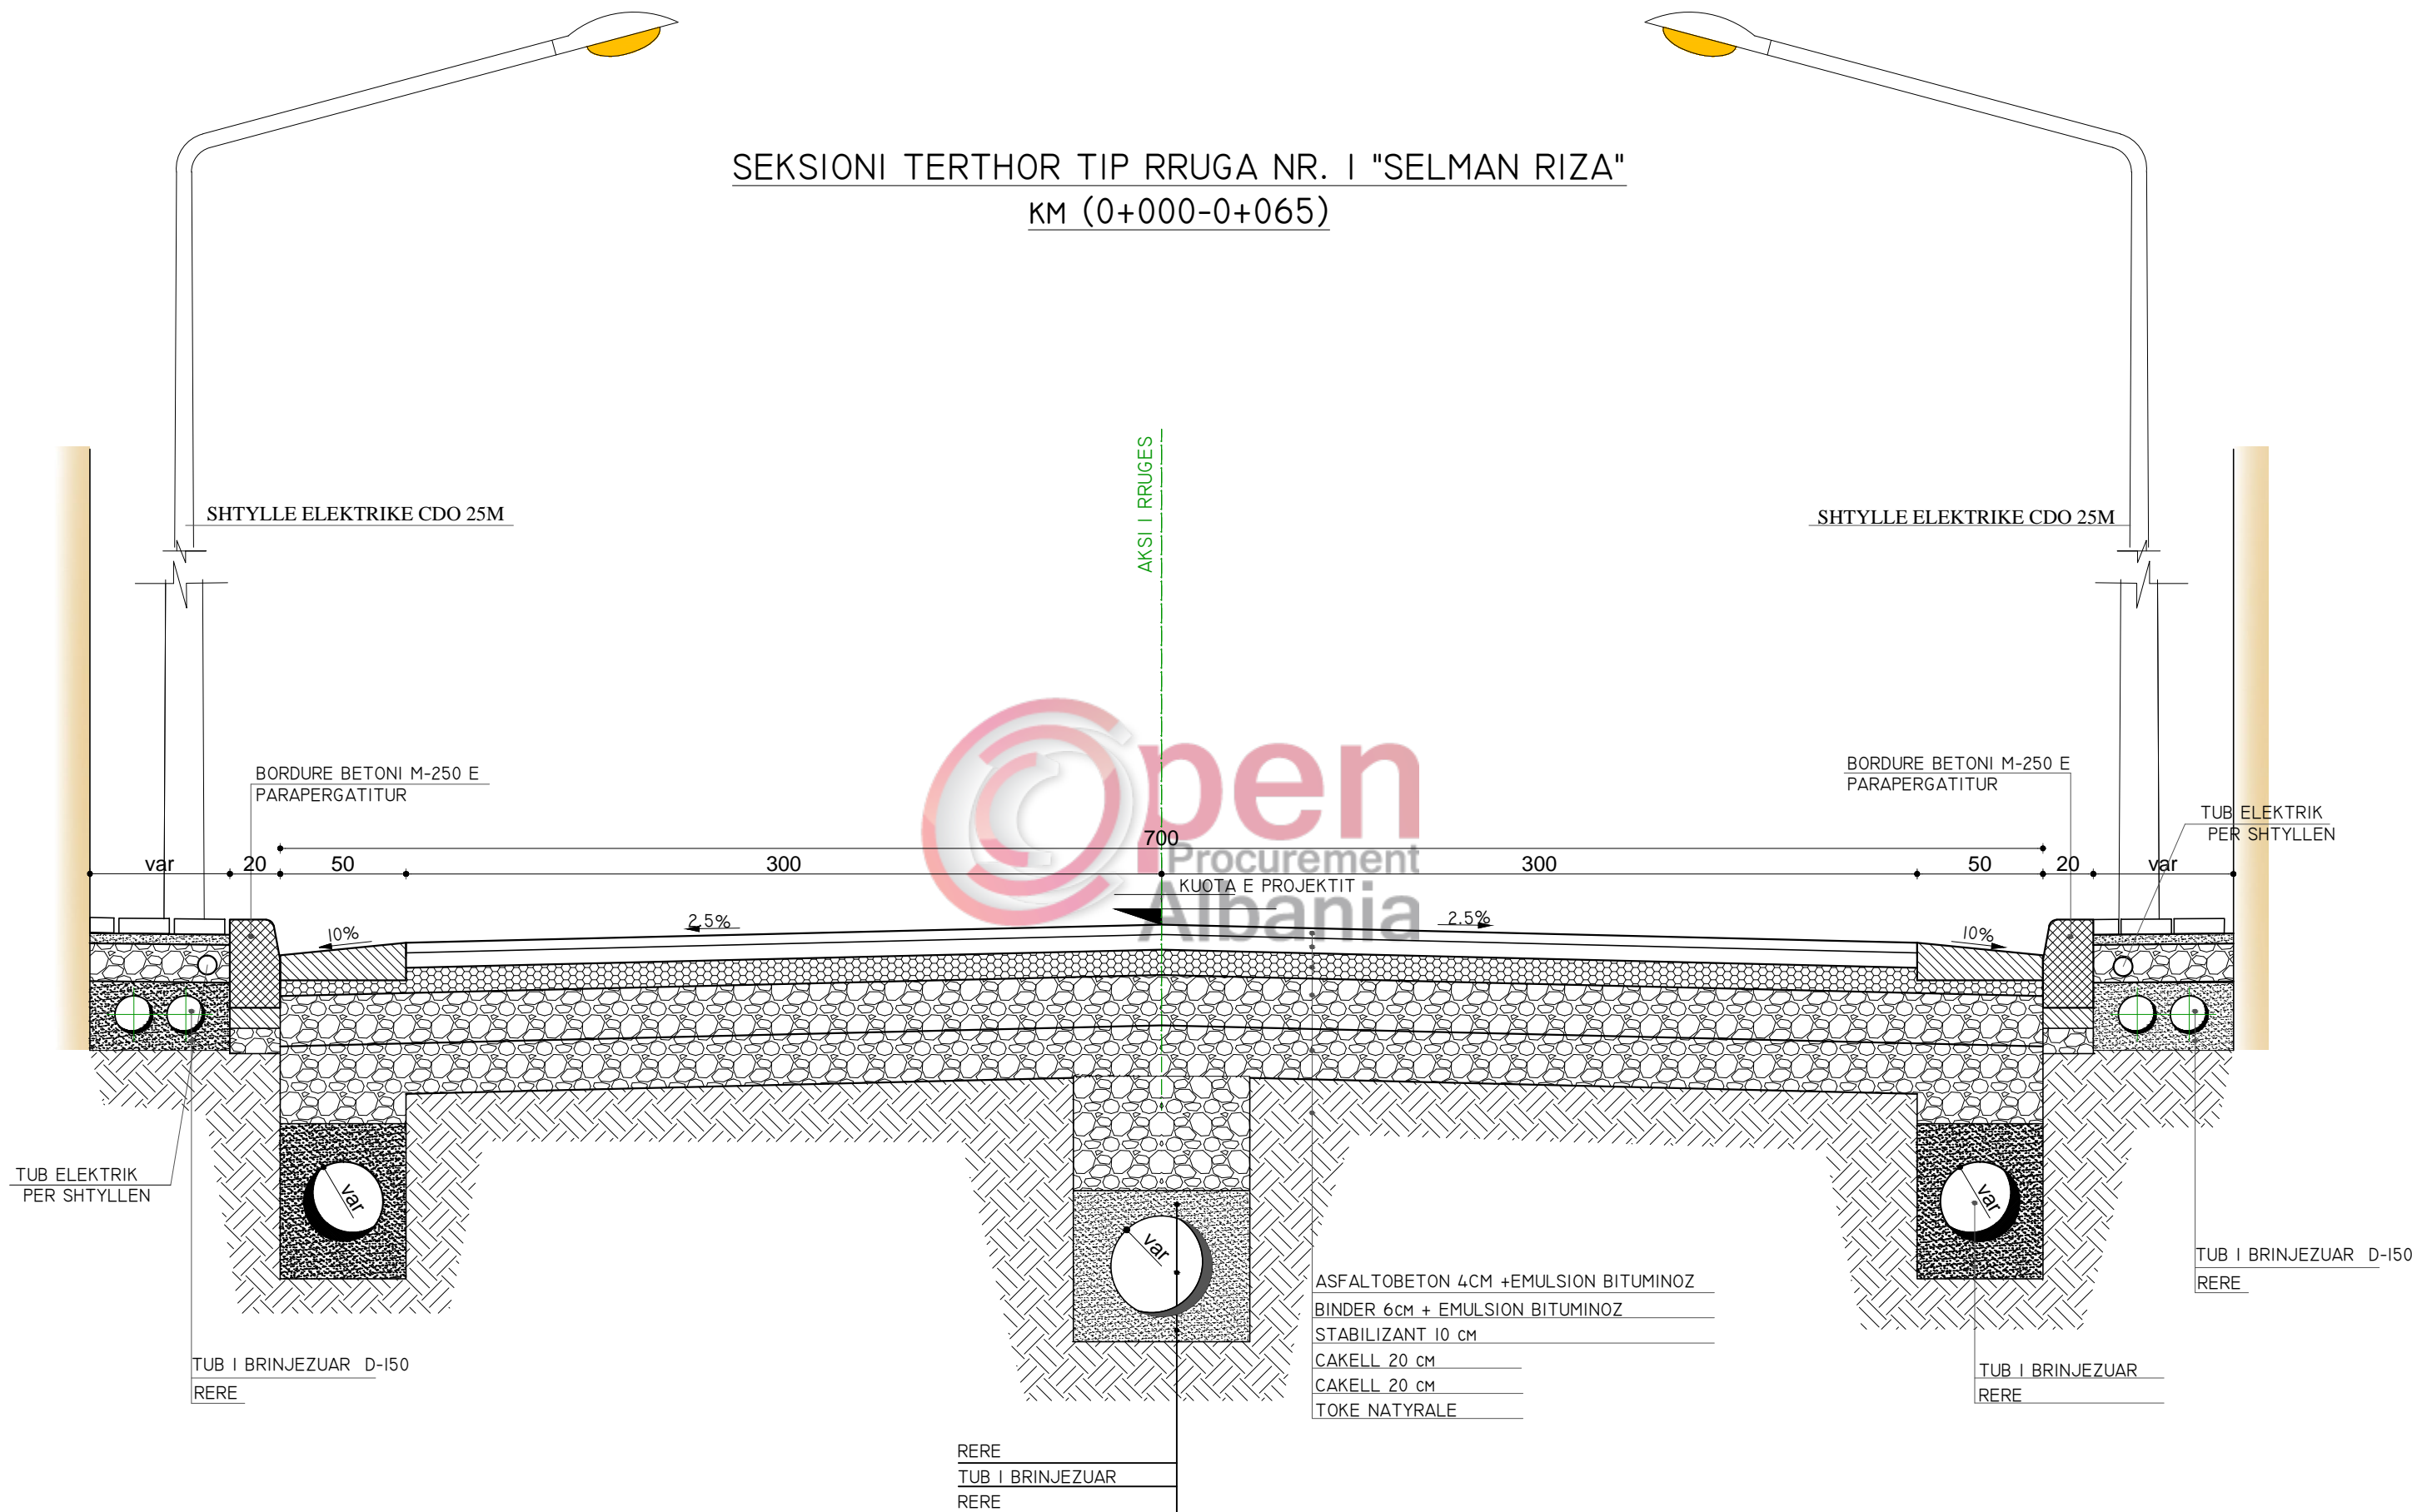 SEKSIONI TERTHOR TIP RRUGA NR. I "SELMAN RIZA"
KM (0+000-0+065)
AKSI I RRUGES
SHTYLLE ELEKTRIKE CDO 25M
SHTYLLE ELEKTRIKE CDO 25M
BORDURE BETONI M-250 E
PARAPERGATITUR
BORDURE BETONI M-250 E
PARAPERGATITUR
TUB ELEKTRIK
PER SHTYLLEN
Open
Procurement
Albania
700
var 20 50 300 300 50 20 var
KUOTA E PROJEKTIT
10% 2.5% 2.5% 10%
TUB ELEKTRIK
PER SHTYLLEN
var
var
var
TUB I BRINJEZUAR D-150
RERE
ASFALTOBETON 4CM +EMULSION BITUMINOZ
BINDER 6CM + EMULSION BITUMINOZ
STABILIZANT 10 CM
CAKELL 20 CM
CAKELL 20 CM
TOKE NATYRALE
TUB I BRINJEZUAR D-150
RERE
TUB I BRINJEZUAR
RERE
RERE
TUB I BRINJEZUAR
RERE